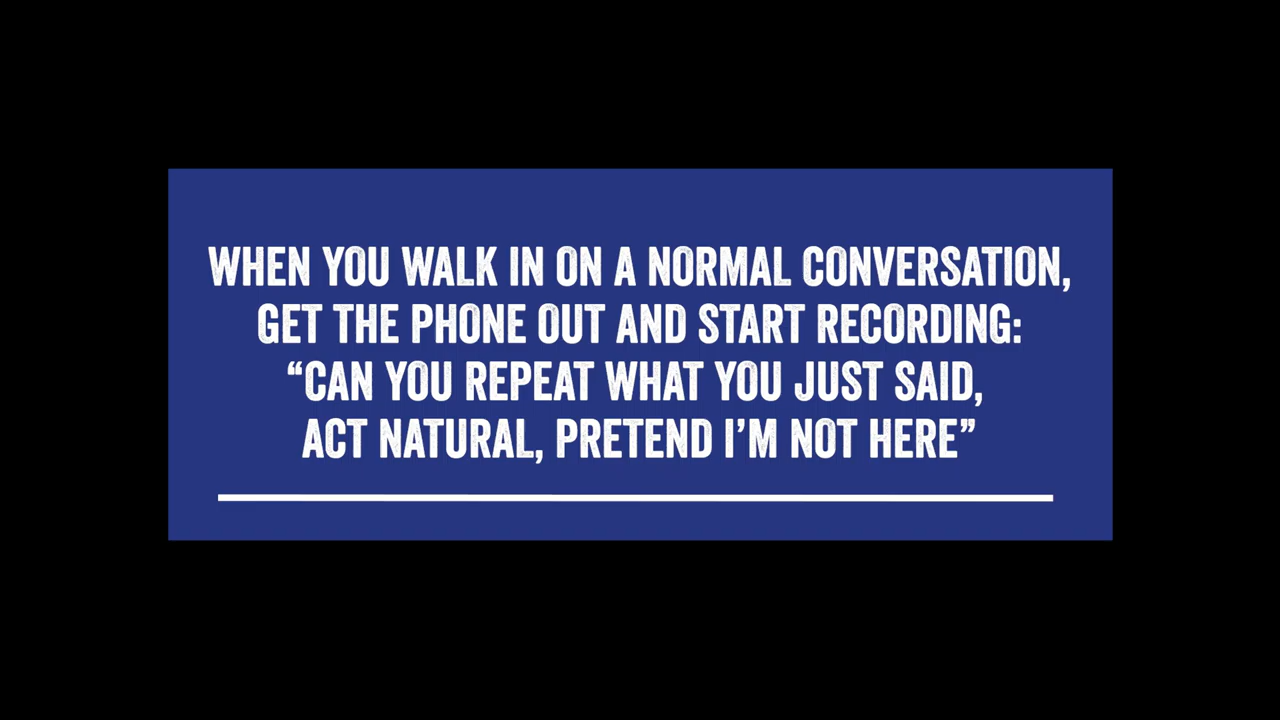 WHEN YOU WALK IN ON A NORMAL CONVERSATION,
GET THE PHONE OUT AND START RECORDING:
“CAN YOU REPEAT WHAT YOU JUST SAID,
ACT NATURAL, PRETEND I’M NOT HERE”